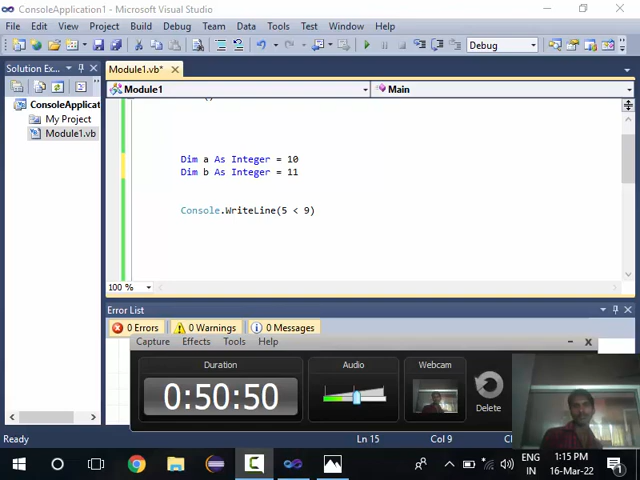 ConsoleApplication1 - Microsoft Visual Studio
File Edit View Project Build Debug Team Data Tools Architecture Test Window Help
Debug
Solution Ex...
Module1.vb*
Module1
Main
ConsoleApplicat
My Project
Module1.vb
Dim a As Integer = 10
Dim b As Integer = 11
Console.WriteLine(5 < 9)
100 %
Error List
0 Errors
0 Warnings
0 Messages
Capture Effects Tools Help
Duration
Audio
Webcam
0:50:50
Delete
Ready
Ln 15
Col 9
ENG
IN
1:15 PM
16-Mar-22